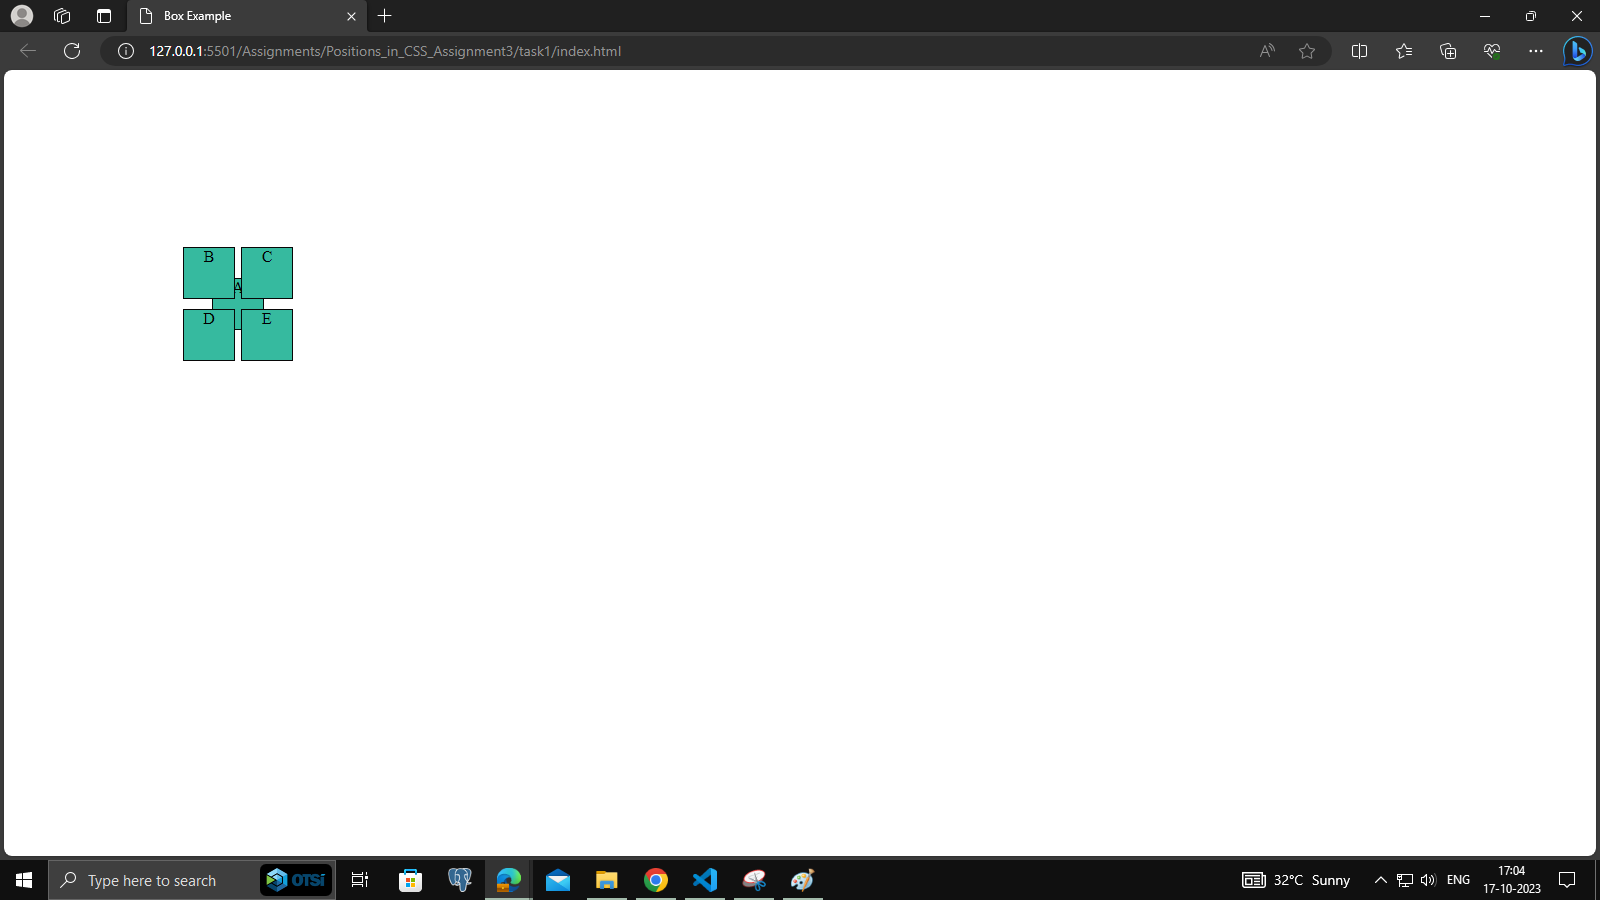 Box Example
127.0.0.1:5501/Assignments/Positions_in_CSS_Assignment3/task1/index.html
B C
A
D E
Type here to search OTSi 32°C Sunny ENG 17:04
17-10-2023